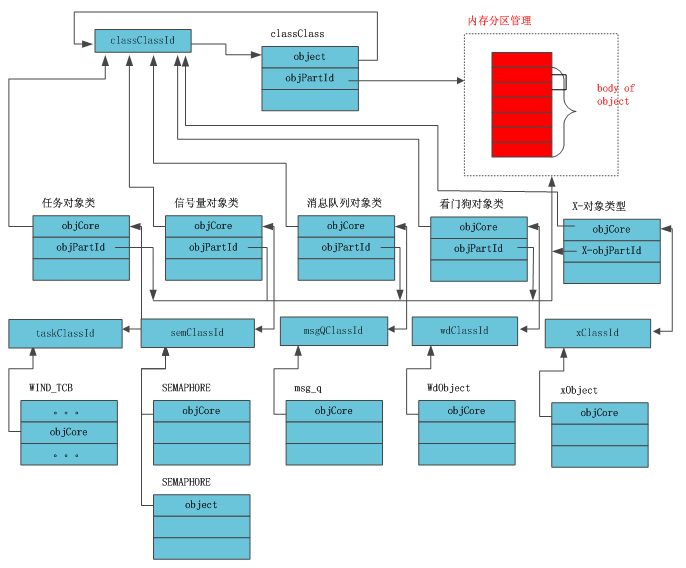 classClassId
classClass
object
objPartId
内存分区管理
body of
object
任务对象类
objCore
objPartId
信号量对象类
objCore
objPartId
消息队列对象类
objCore
objPartId
看门狗对象类
objCore
objPartId
X-对象类型
objCore
X-objPartId
taskClassId
semClassId
msgQClassId
wdClassId
xClassId
WIND_TCB
。。。
objCore
。。。
SEMAPHORE
objCore
msg_q
objCore
WdObject
objCore
xObject
objCore
SEMAPHORE
object